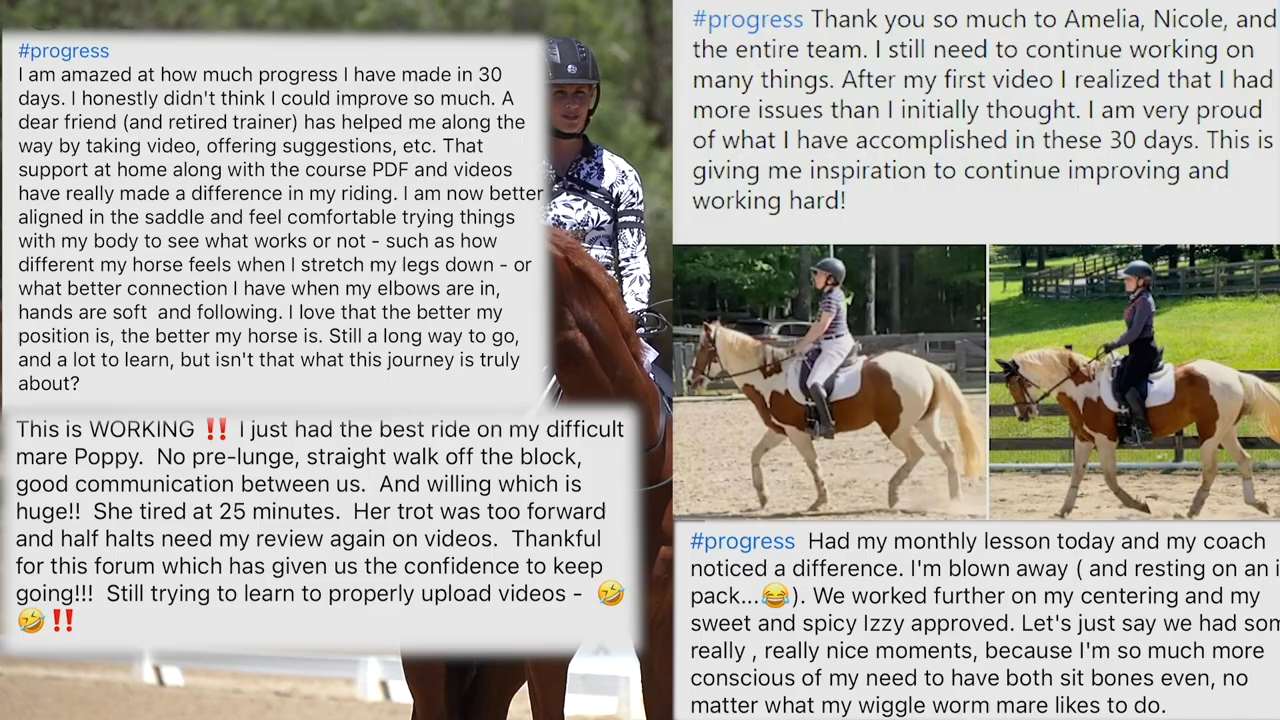 #progress
I am amazed at how much progress I have made in 30
days. I honestly didn't think I could improve so much. A
dear friend (and retired trainer) has helped me along the
way by taking video, offering suggestions, etc. That
support at home along with the course PDF and videos
have really made a difference in my riding. I am now better
aligned in the saddle and feel comfortable trying things
with my body to see what works or not - such as how
different my horse feels when I stretch my legs down - or
what better connection I have when my elbows are in,
hands are soft  and following. I love that the better my
position is, the better my horse is. Still a long way to go,
and a lot to learn, but isn't that what this journey is truly
about?
This is WORKING ‼️ I just had the best ride on my difficult
mare Poppy.  No pre-lunge, straight walk off the block,
good communication between us.  And willing which is
huge!!  She tired at 25 minutes.  Her trot was too forward
and half halts need my review again on videos.  Thankful
for this forum which has given us the confidence to keep
going!!!  Still trying to learn to properly upload videos -  🤣
🤣‼️
#progress Thank you so much to Amelia, Nicole, and
the entire team. I still need to continue working on
many things. After my first video I realized that I had
more issues than I initially thought. I am very proud
of what I have accomplished in these 30 days. This is
giving me inspiration to continue improving and
working hard!
#progress  Had my monthly lesson today and my coach
noticed a difference. I'm blown away ( and resting on an i
pack...😂). We worked further on my centering and my
sweet and spicy Izzy approved. Let's just say we had som
really , really nice moments, because I'm so much more
conscious of my need to have both sit bones even, no
matter what my wiggle worm mare likes to do.